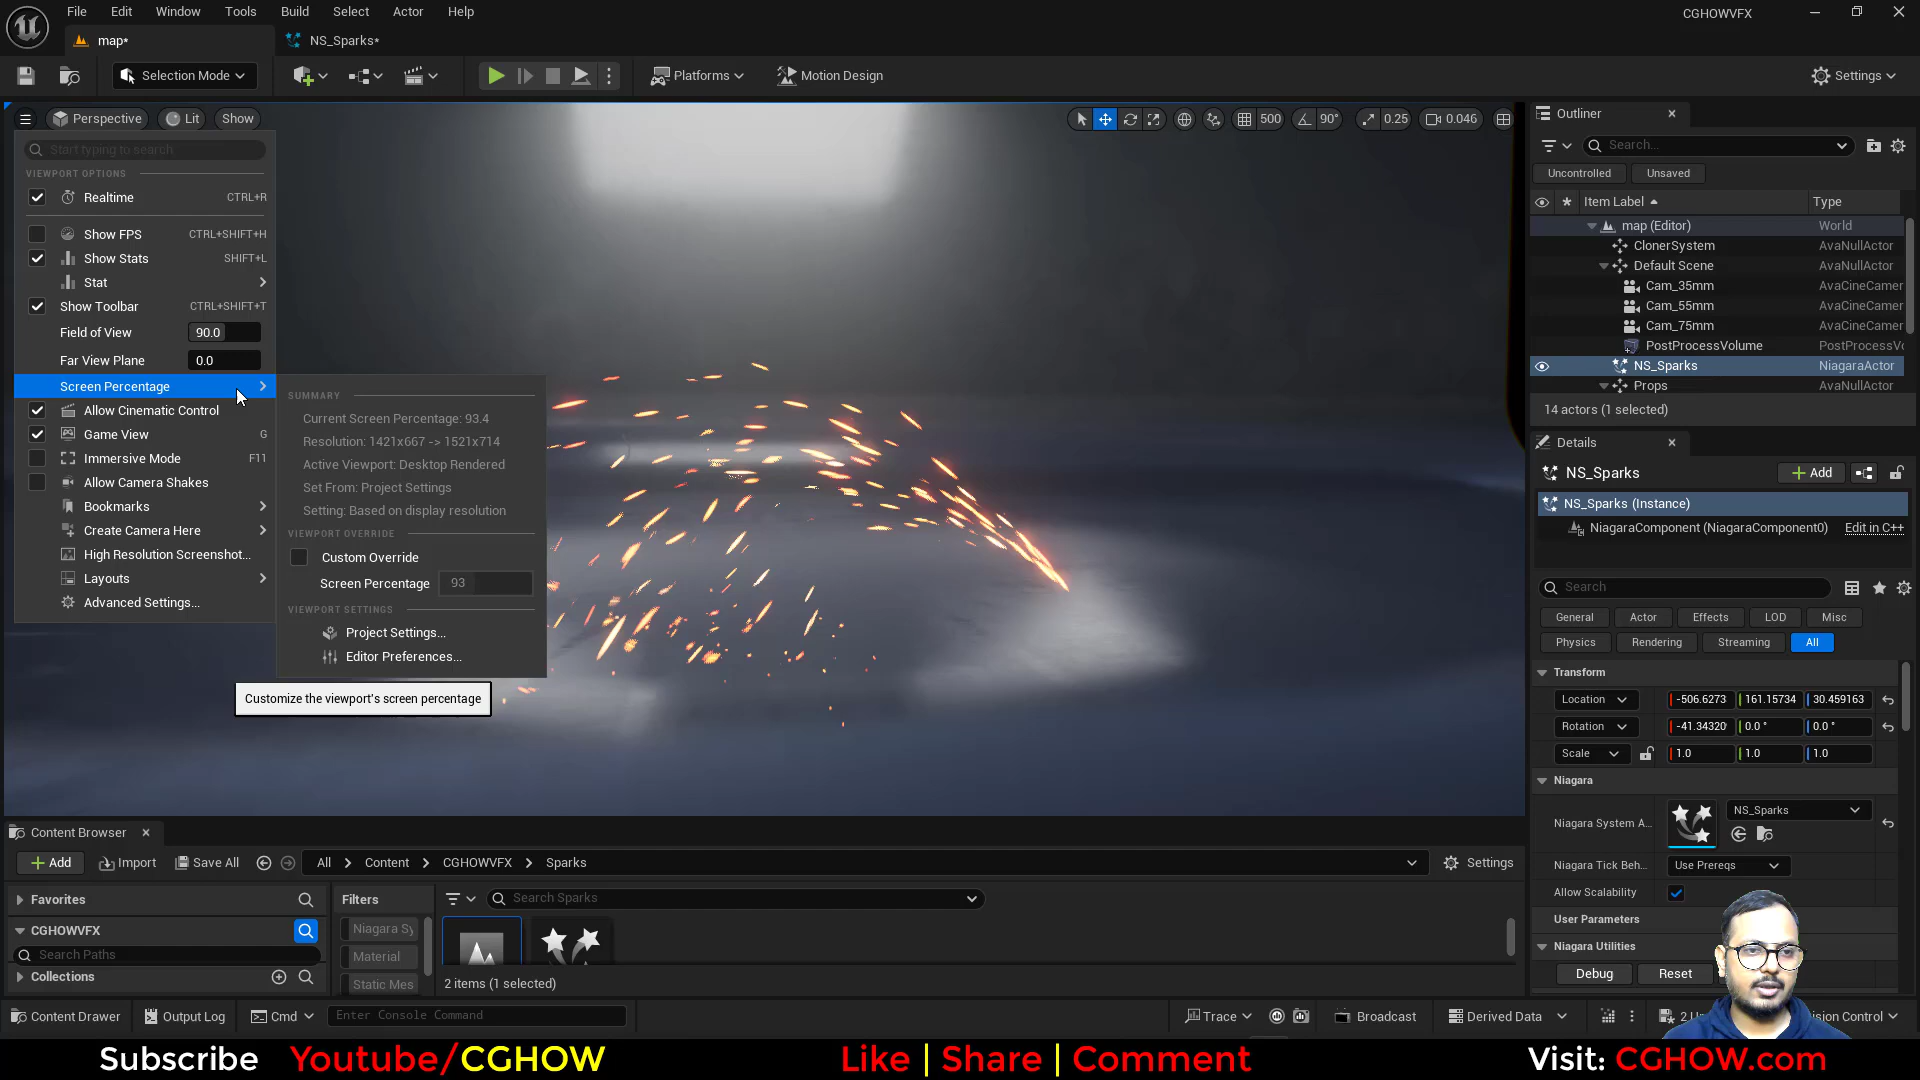 File Edit Window Tools Build Select Actor Help
CGHOWVFX
map*
NS_Sparks*
Selection Mode
Platforms
Motion Design
Settings
Perspective
Lit
Show
500
90°
0.25
0.046
Start typing to search
VIEWPORT OPTIONS
Realtime CTRL+R
Show FPS CTRL+SHIFT+H
Show Stats SHIFT+L
Stat
Show Toolbar CTRL+SHIFT+T
Field of View 90.0
Far View Plane 0.0
Screen Percentage
Allow Cinematic Control
Game View G
Immersive Mode F11
Allow Camera Shakes
Bookmarks
Create Camera Here
High Resolution Screenshot...
Layouts
Advanced Settings...
SUMMARY
Current Screen Percentage: 93.4
Resolution: 1421x667 -> 1521x714
Active Viewport: Desktop Rendered
Set From: Project Settings
Setting: Based on display resolution
VIEWPORT OVERRIDE
Custom Override
Screen Percentage 93
VIEWPORT SETTINGS
Project Settings...
Editor Preferences...
Customize the viewport's screen percentage
Outliner
Search...
Uncontrolled Unsaved
Item Label Type
map (Editor) World
ClonerSystem AvaNullActor
Default Scene AvaNullActor
Cam_35mm AvaCineCamer
Cam_55mm AvaCineCamer
Cam_75mm AvaCineCamer
PostProcessVolume PostProcessVo
NS_Sparks NiagaraActor
Props AvaNullActor
14 actors (1 selected)
Details
NS_Sparks
Add
NS_Sparks (Instance)
NiagaraComponent (NiagaraComponent0) Edit in C++
Search
General Actor Effects LOD Misc
Physics Rendering Streaming All
Transform
Location -506.6273 161.15734 30.459163
Rotation -41.34320 0.0 ° 0.0 °
Scale 1.0 1.0 1.0
Niagara
Niagara System A... NS_Sparks
Niagara Tick Beh... Use Prereqs
Allow Scalability
User Parameters
Niagara Utilities
Debug Reset
Content Browser
Add
Import
Save All
All
Content
CGHOWVFX
Sparks
Settings
Favorites
CGHOWVFX
Search Paths
Collections
Filters
Niagara Sy
Material
Static Mes
Search Sparks
2 items (1 selected)
Content Drawer
Output Log
Cmd
Enter Console Command
Trace
Broadcast
Derived Data
Control
Subscribe Youtube/CGHOW Like | Share | Comment Visit: CGHOW.com